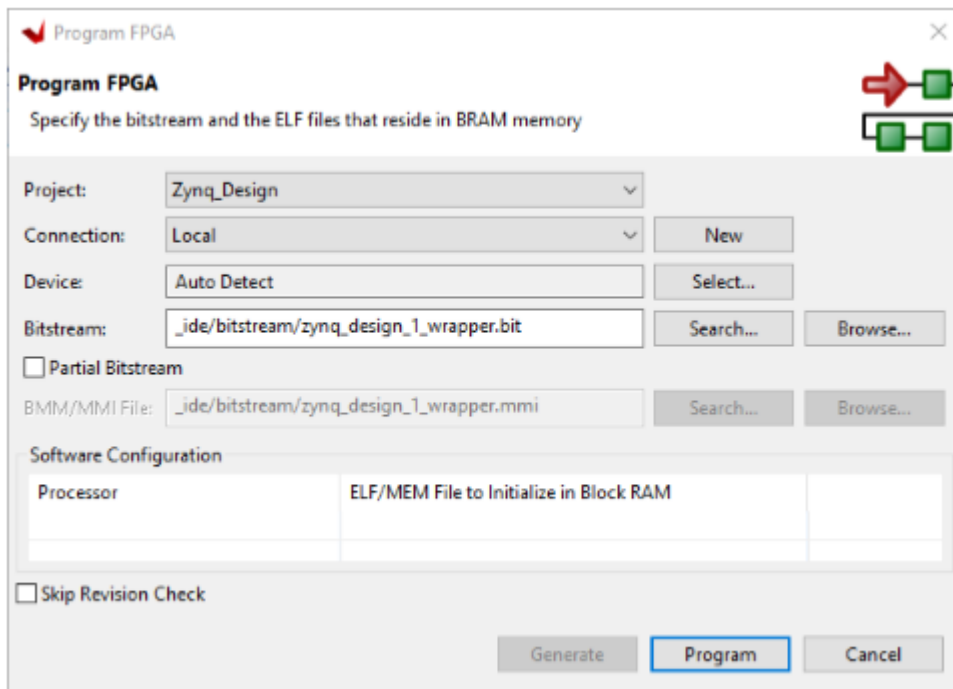 Program FPGA
Program FPGA
Specify the bitstream and the ELF files that reside in BRAM memory
Project: Zynq_Design
Connection: Local New
Device: Auto Detect Select...
Bitstream: _ide/bitstream/zynq_design_1_wrapper.bit Search... Browse...
Partial Bitstream
BMM/MMI File: _ide/bitstream/zynq_design_1_wrapper.mmi Search... Browse...
Software Configuration
Processor ELF/MEM File to Initialize in Block RAM
Skip Revision Check
Generate Program Cancel